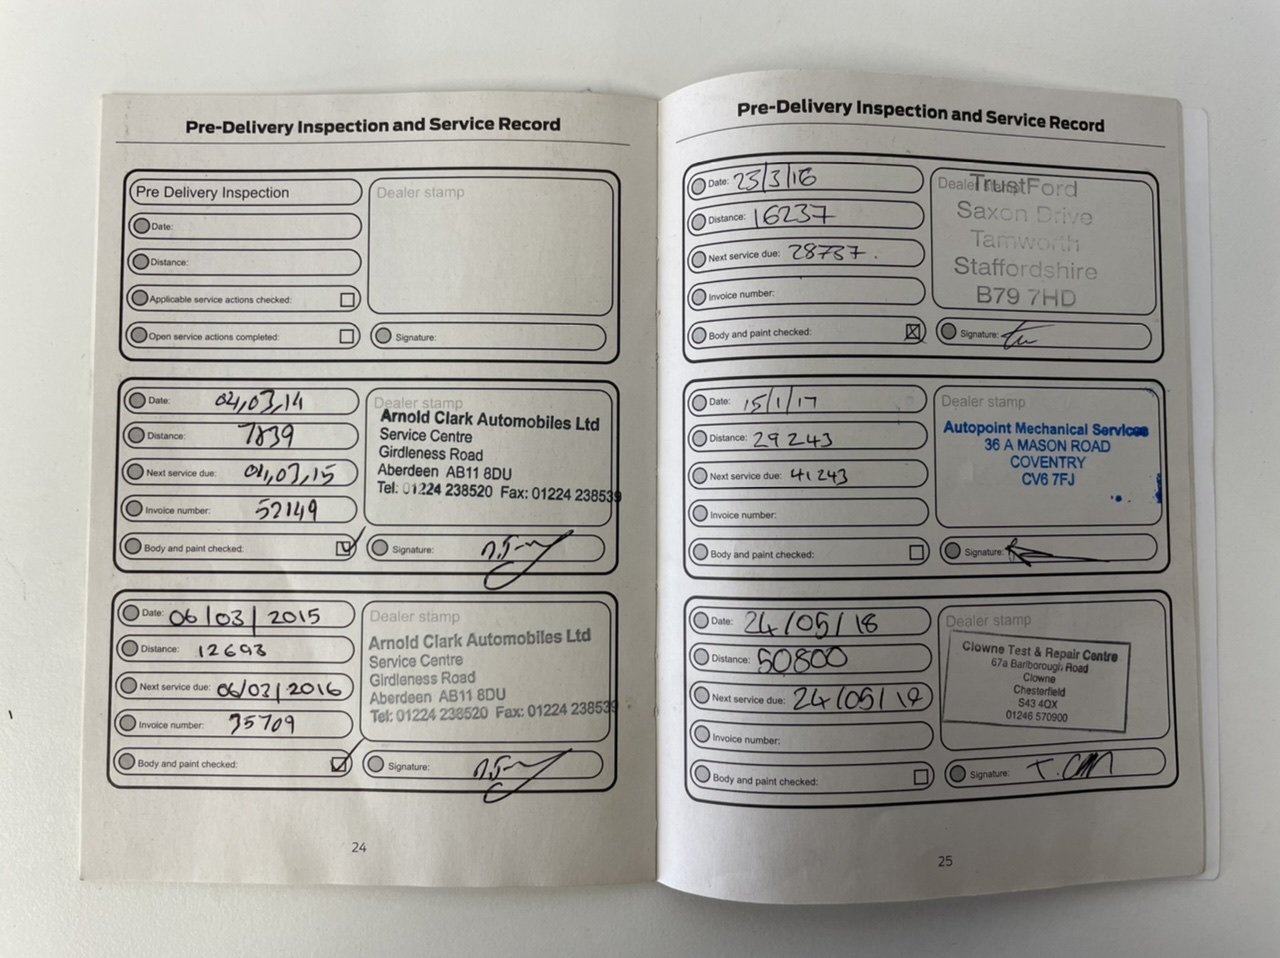 Pre-Delivery Inspection and Service Record
Pre Delivery Inspection
Date:
Distance:
Applicable service actions checked:
Open service actions completed:
Dealer stamp
Signature:
Date: 04,03,14
Distance: 7839
Next service due: 04,03,15
Invoice number: 52149
Body and paint checked:
Dealer stamp
Arnold Clark Automobiles Ltd
Service Centre
Girdleness Road
Aberdeen AB11 8DU
Tel: 01224 238520 Fax: 01224 238539
Signature:
Date: 06/03/2015
Distance: 12693
Next service due: 06/03/2016
Invoice number: 35709
Body and paint checked:
Dealer stamp
Arnold Clark Automobiles Ltd
Service Centre
Girdleness Road
Aberdeen AB11 8DU
Tel: 01224 238520 Fax: 01224 238539
Signature:
24
Pre-Delivery Inspection and Service Record
Date: 23/3/16
Distance: 16237
Next service due: 28737.
Invoice number:
Body and paint checked:
Dealer stamp
TrustFord
Saxon Drive
Tamworth
Staffordshire
B79 7HD
Signature:
Date: 15/1/17
Distance: 29243
Next service due: 41243
Invoice number:
Body and paint checked:
Dealer stamp
Autopoint Mechanical Services
36 A MASON ROAD
COVENTRY
CV6 7FJ
Signature:
Date: 24/05/18
Distance: 50800
Next service due: 24/05/19
Invoice number:
Body and paint checked:
Dealer stamp
Clowne Test & Repair Centre
67a Barlborough Road
Clowne
Chesterfield
S43 4QX
01246 570900
Signature:
25